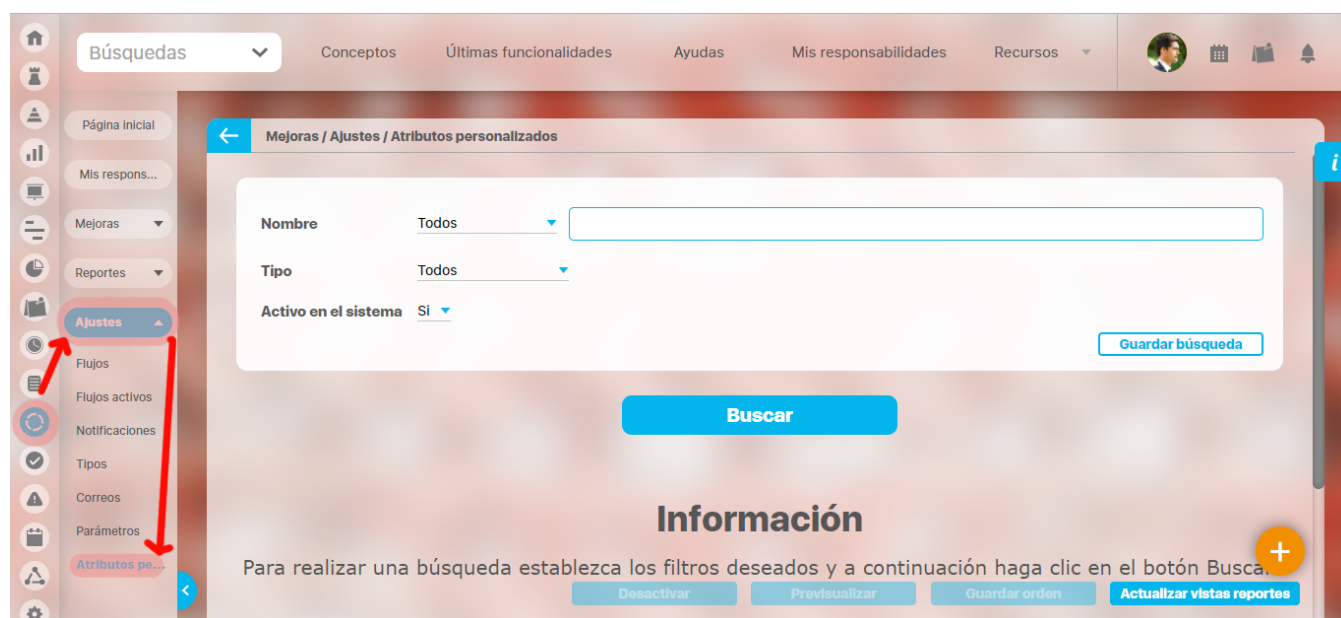 Búsquedas
Conceptos
Últimas funcionalidades
Ayudas
Mis responsabilidades
Recursos
Página inicial
Mis respons...
Mejoras
Reportes
Ajustes
Flujos
Flujos activos
Notificaciones
Tipos
Correos
Parámetros
Atributos pe...
Mejoras / Ajustes / Atributos personalizados
i
Nombre Todos
Tipo Todos
Activo en el sistema Si
Guardar búsqueda
Buscar
Información
Para realizar una búsqueda establezca los filtros deseados y a continuación haga clic en el botón Buscar
Desactivar
Previsualizar
Guardar orden
Actualizar vistas reportes